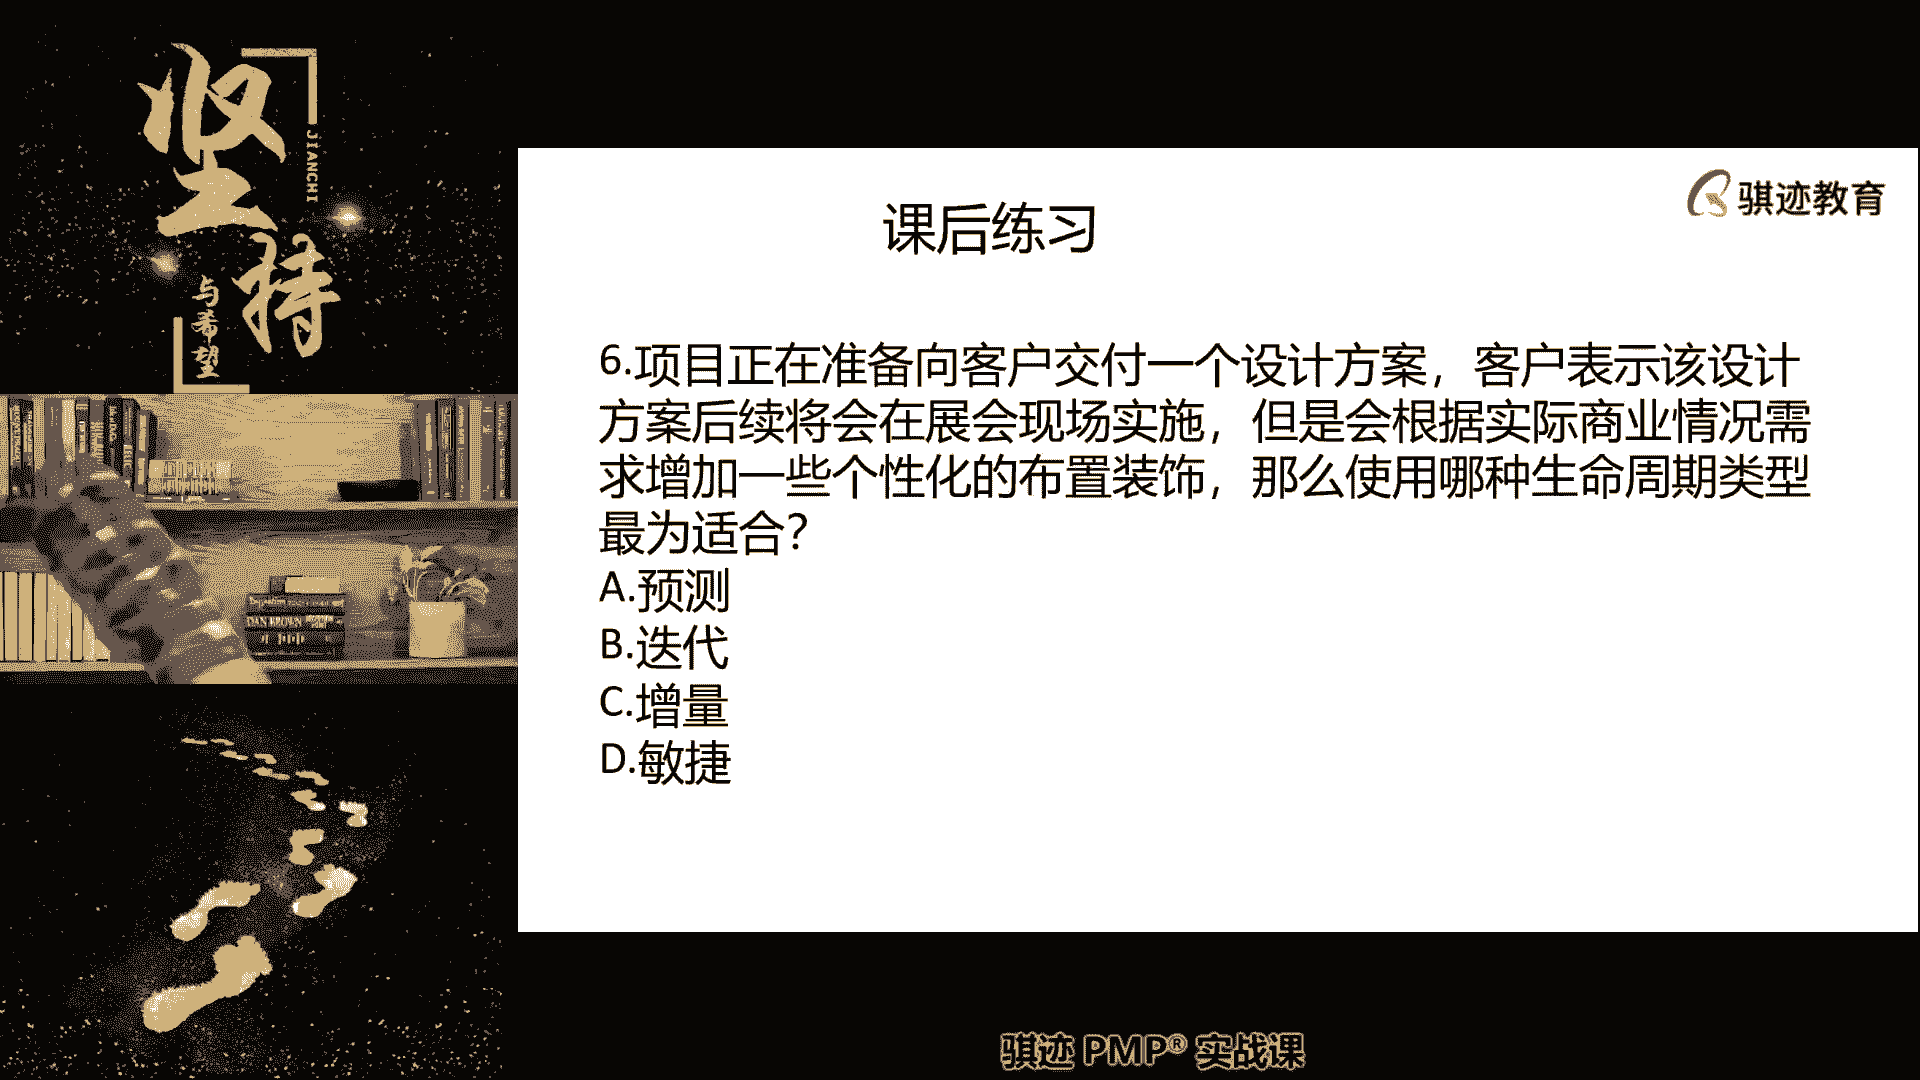 坚持
JIANCHI
与希望
骐迹教育
课后练习
6.项目正在准备向客户交付一个设计方案，客户表示该设计
方案后续将会在展会现场实施，但是会根据实际商业情况需
求增加一些个性化的布置装饰，那么使用哪种生命周期类型
最为适合？
A.预测
B.迭代
C.增量
D.敏捷
DAN BROWN
骐迹 PMP® 实战课